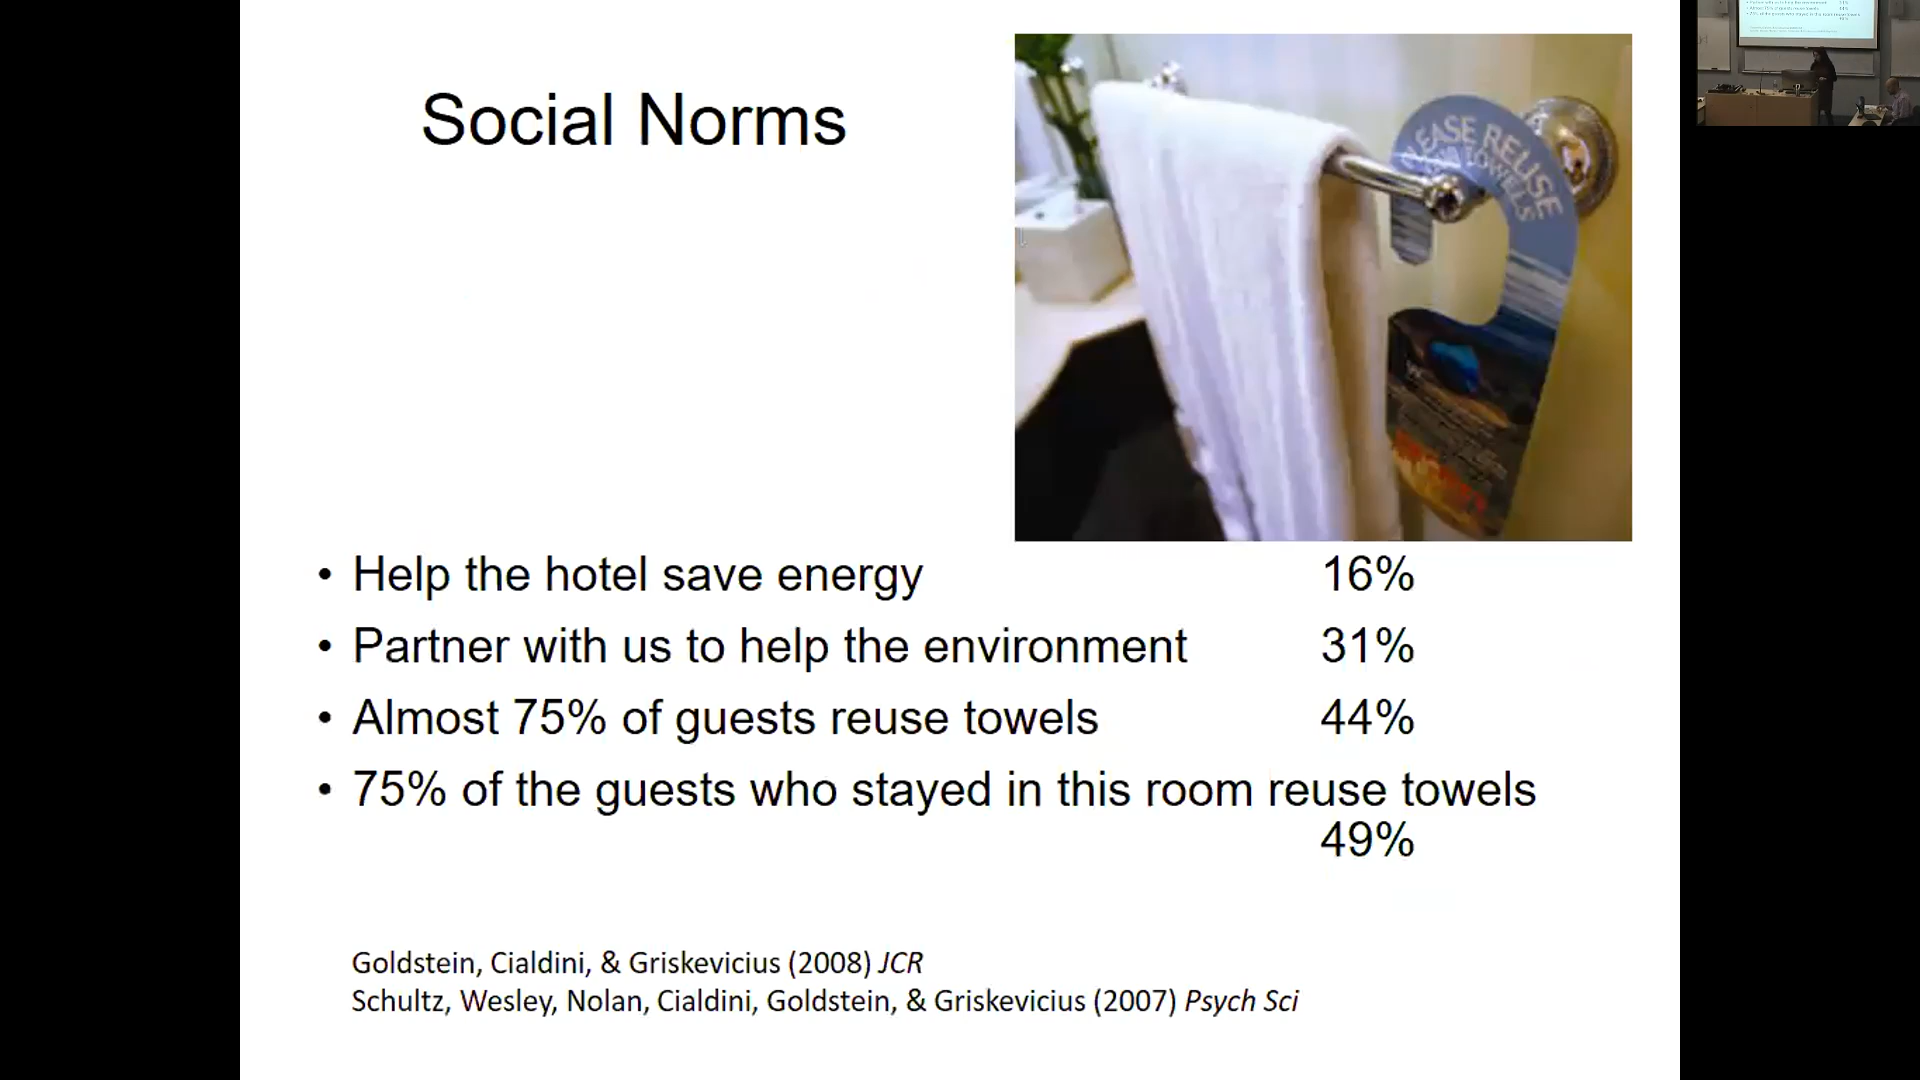 Social Norms
PLEASE REUSE
TOWELS
• Help the hotel save energy 16%
• Partner with us to help the environment 31%
• Almost 75% of guests reuse towels 44%
• 75% of the guests who stayed in this room reuse towels
49%
Goldstein, Cialdini, & Griskevicius (2008) JCR
Schultz, Wesley, Nolan, Cialdini, Goldstein, & Griskevicius (2007) Psych Sci